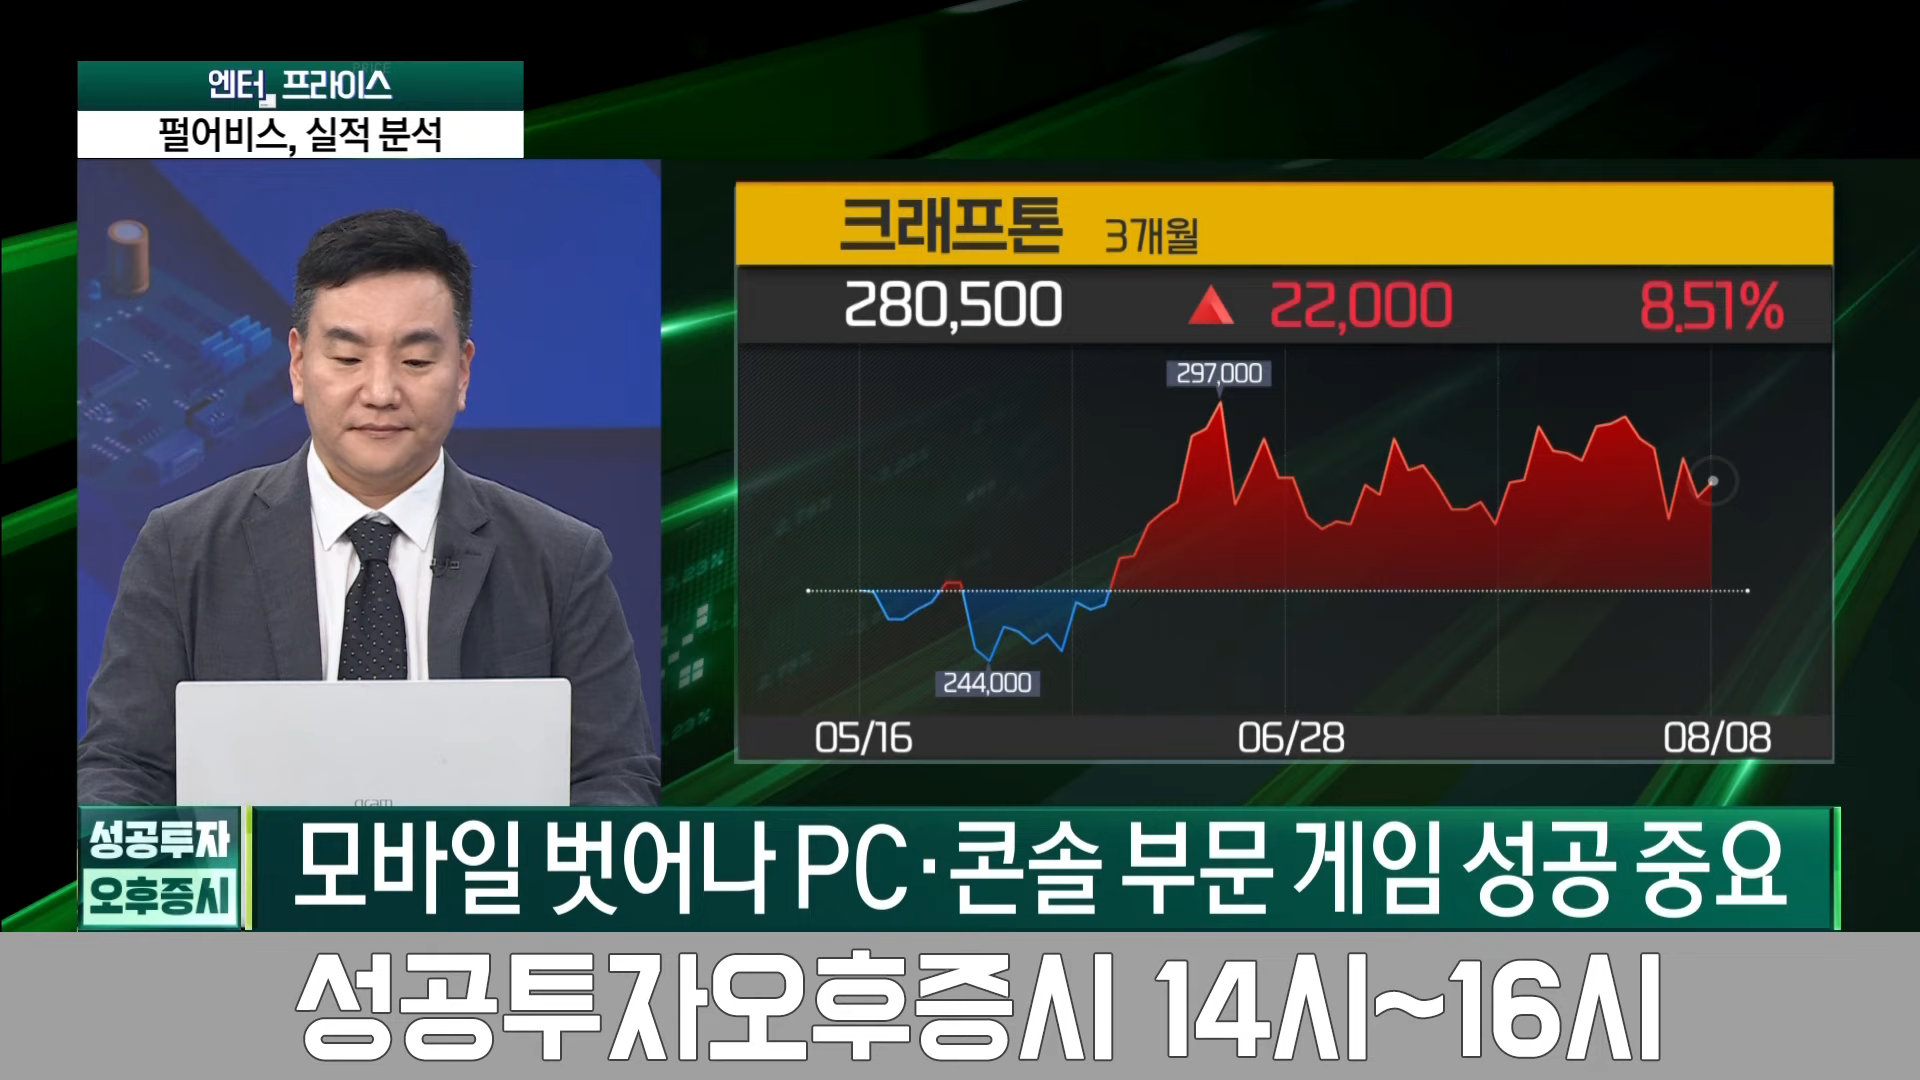 엔터, 프라이스
펄어비스, 실적 분석
크래프톤 3개월
280,500 ▲ 22,000 8.51%
297,000
244,000
05/16 06/28 08/08
gram
성공투자
오후증시
모바일 벗어나 PC·콘솔 부문 게임 성공 중요
성공투자오후증시 14시~16시